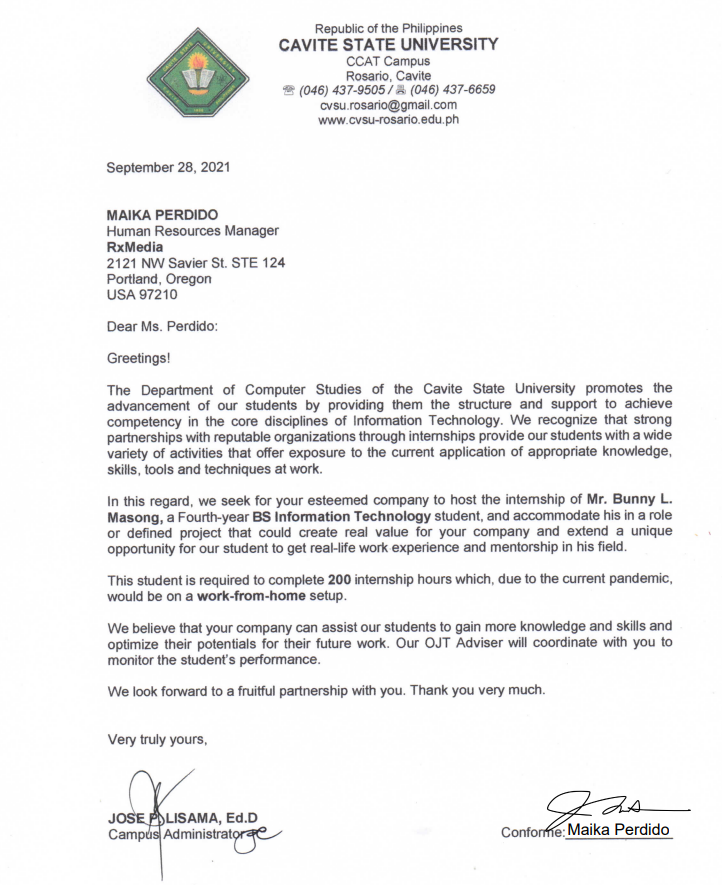 Republic of the Philippines
CAVITE STATE UNIVERSITY
CCAT Campus
Rosario, Cavite
(046) 437-9505 / (046) 437-6659
cvsu.rosario@gmail.com
www.cvsu-rosario.edu.ph
September 28, 2021
MAIKA PERDIDO
Human Resources Manager
RxMedia
2121 NW Savier St. STE 124
Portland, Oregon
USA 97210
Dear Ms. Perdido:
Greetings!
The Department of Computer Studies of the Cavite State University promotes the
advancement of our students by providing them the structure and support to achieve
competency in the core disciplines of Information Technology. We recognize that strong
partnerships with reputable organizations through internships provide our students with a wide
variety of activities that offer exposure to the current application of appropriate knowledge,
skills, tools and techniques at work.
In this regard, we seek for your esteemed company to host the internship of Mr. Bunny L.
Masong, a Fourth-year BS Information Technology student, and accommodate his in a role
or defined project that could create real value for your company and extend a unique
opportunity for our student to get real-life work experience and mentorship in his field.
This student is required to complete 200 internship hours which, due to the current pandemic,
would be on a work-from-home setup.
We believe that your company can assist our students to gain more knowledge and skills and
optimize their potentials for their future work. Our OJT Adviser will coordinate with you to
monitor the student's performance.
We look forward to a fruitful partnership with you. Thank you very much.
Very truly yours,
JOSE P. LISAMA, Ed.D
Campus Administrator
Conforme: Maika Perdido